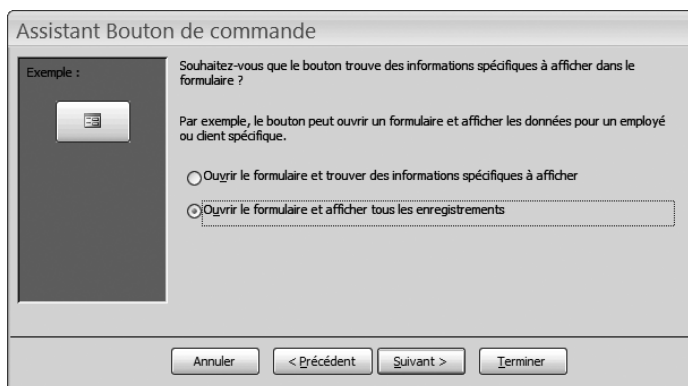 Assistant Bouton de commande
Exemple :
Souhaitez-vous que le bouton trouve des informations spécifiques à afficher dans le
formulaire ?
Par exemple, le bouton peut ouvrir un formulaire et afficher les données pour un employé
ou client spécifique.
Ouvrir le formulaire et trouver des informations spécifiques à afficher
Ouvrir le formulaire et afficher tous les enregistrements
Annuler
< Précédent
Suivant >
Terminer